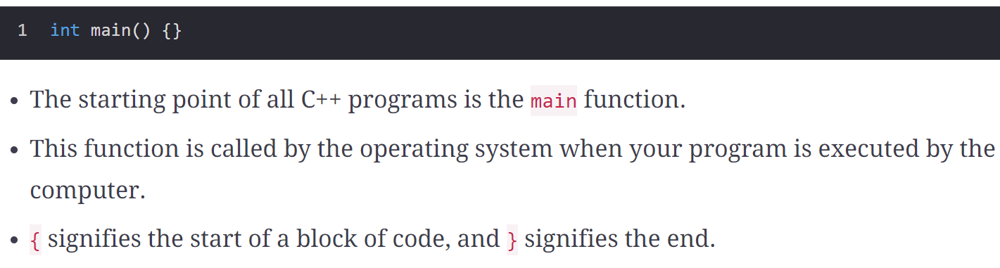 1 int main() {}
• The starting point of all C++ programs is the main function.
• This function is called by the operating system when your program is executed by the
computer.
• { signifies the start of a block of code, and } signifies the end.